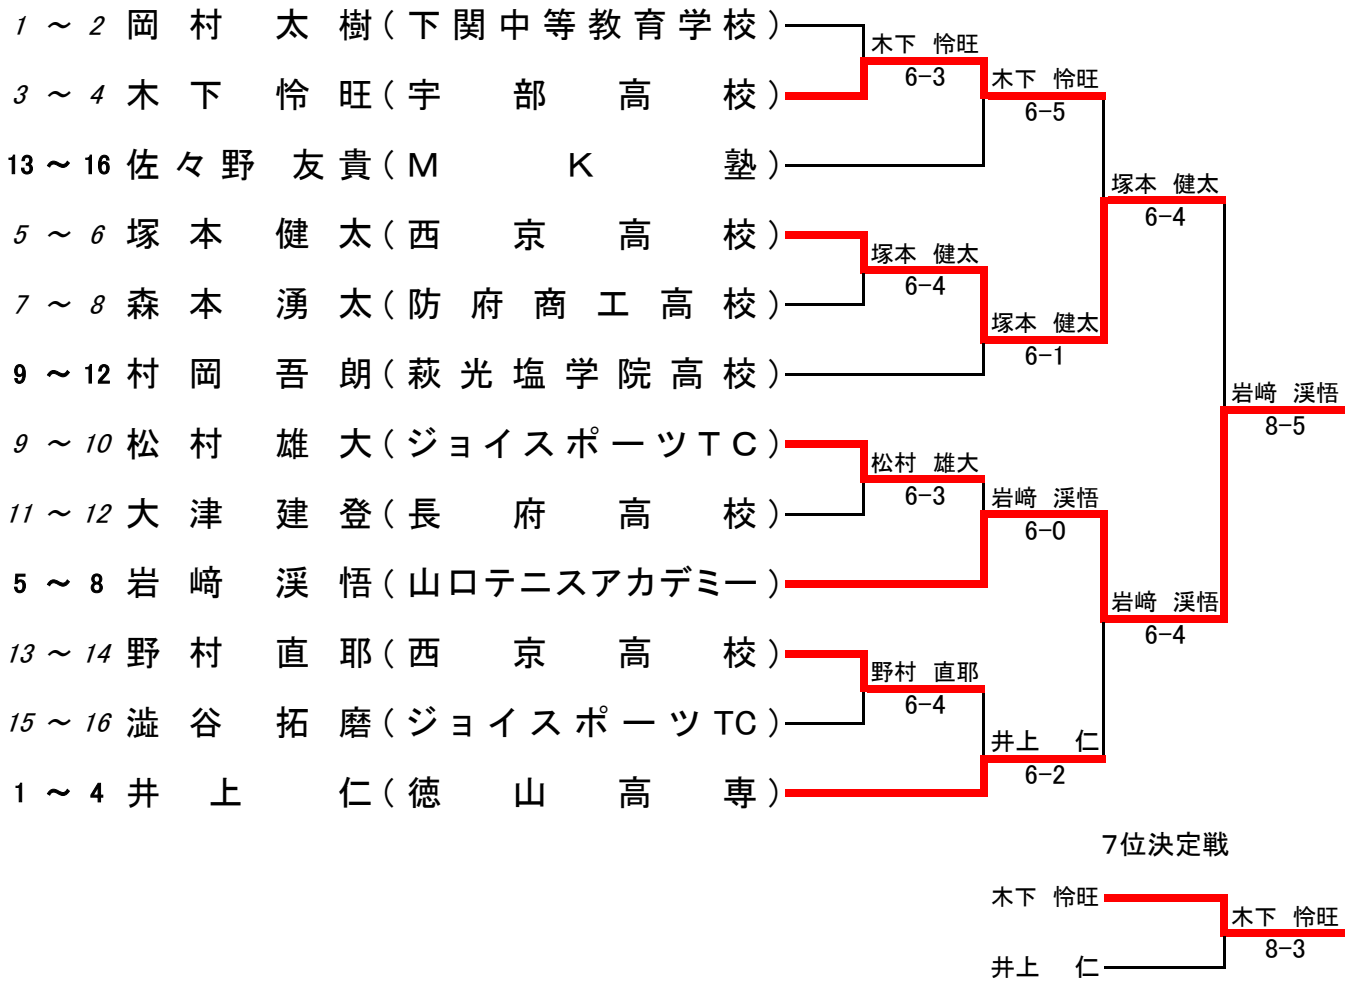 1 ～ 2 岡村 太樹(下関中等教育学校)
木下 怜旺
6-3
3 ～ 4 木下 怜旺(宇部高校)
木下 怜旺
6-5
13 ～ 16 佐々野 友貴(MK塾)
塚本 健太
6-4
5 ～ 6 塚本 健太(西京高校)
塚本 健太
6-4
7 ～ 8 森本 湧太(防府商工高校)
塚本 健太
6-1
9 ～ 12 村岡 吾朗(萩光塩学院高校)
岩﨑 渓悟
8-5
9 ～ 10 松村 雄大(ジョイスポーツTC)
松村 雄大
6-3
11 ～ 12 大津 建登(長府高校)
岩﨑 渓悟
6-0
5 ～ 8 岩﨑 渓悟(山口テニスアカデミー)
岩﨑 渓悟
6-4
13 ～ 14 野村 直耶(西京高校)
野村 直耶
6-4
15 ～ 16 澁谷 拓磨(ジョイスポーツTC)
井上 仁
6-2
1 ～ 4 井上 仁(徳山高専)
7位決定戦
木下 怜旺
木下 怜旺
8-3
井上 仁